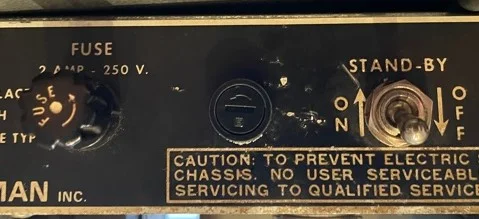 FUSE
2 AMP - 250 V.
FUSE
STAND-BY
ON
OFF
CAUTION: TO PREVENT ELECTRIC
CHASSIS. NO USER SERVICEABL
SERVICING TO QUALIFIED SERVICE
MAN INC.